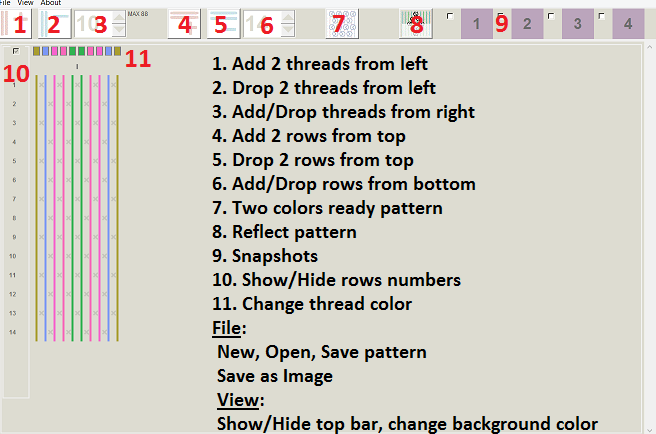 File View About
1 2 10 3 MAX 88 4 5 14 6 7 8 1 9 2 3 4
10 11
1. Add 2 threads from left
2. Drop 2 threads from left
3. Add/Drop threads from right
4. Add 2 rows from top
5. Drop 2 rows from top
6. Add/Drop rows from bottom
7. Two colors ready pattern
8. Reflect pattern
9. Snapshots
10. Show/Hide rows numbers
11. Change thread color
File:
New, Open, Save pattern
Save as Image
View:
Show/Hide top bar, change background color
1
2
3
4
5
6
7
8
9
10
11
12
13
14